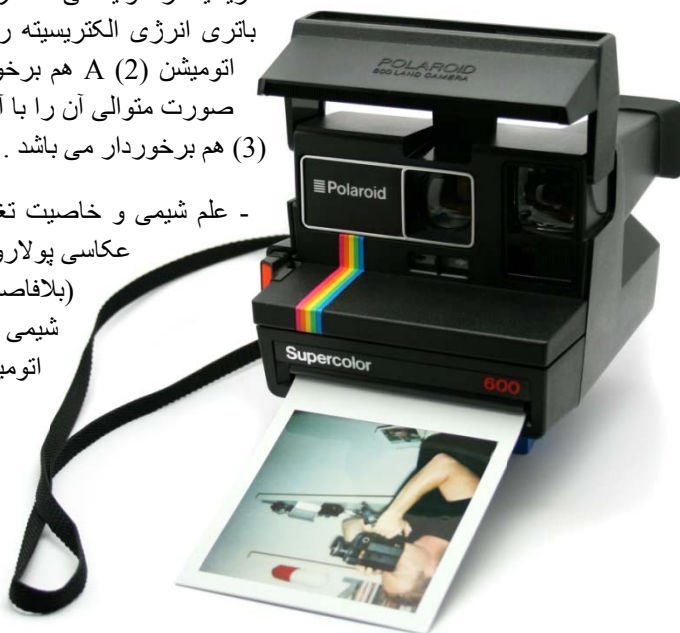 باتری انرژی الکتریسیته ر
اتومیشن (2) A هم برخو
صورت متوالی آن را با آ
(3) هم برخوردار می باشد .
- علم شیمی و خاصیت تغ
عکاسی پولارو
(بلافاص
شیمی
اتومی
POLAROID
600 LAND CAMERA
Polaroid
Supercolor
600